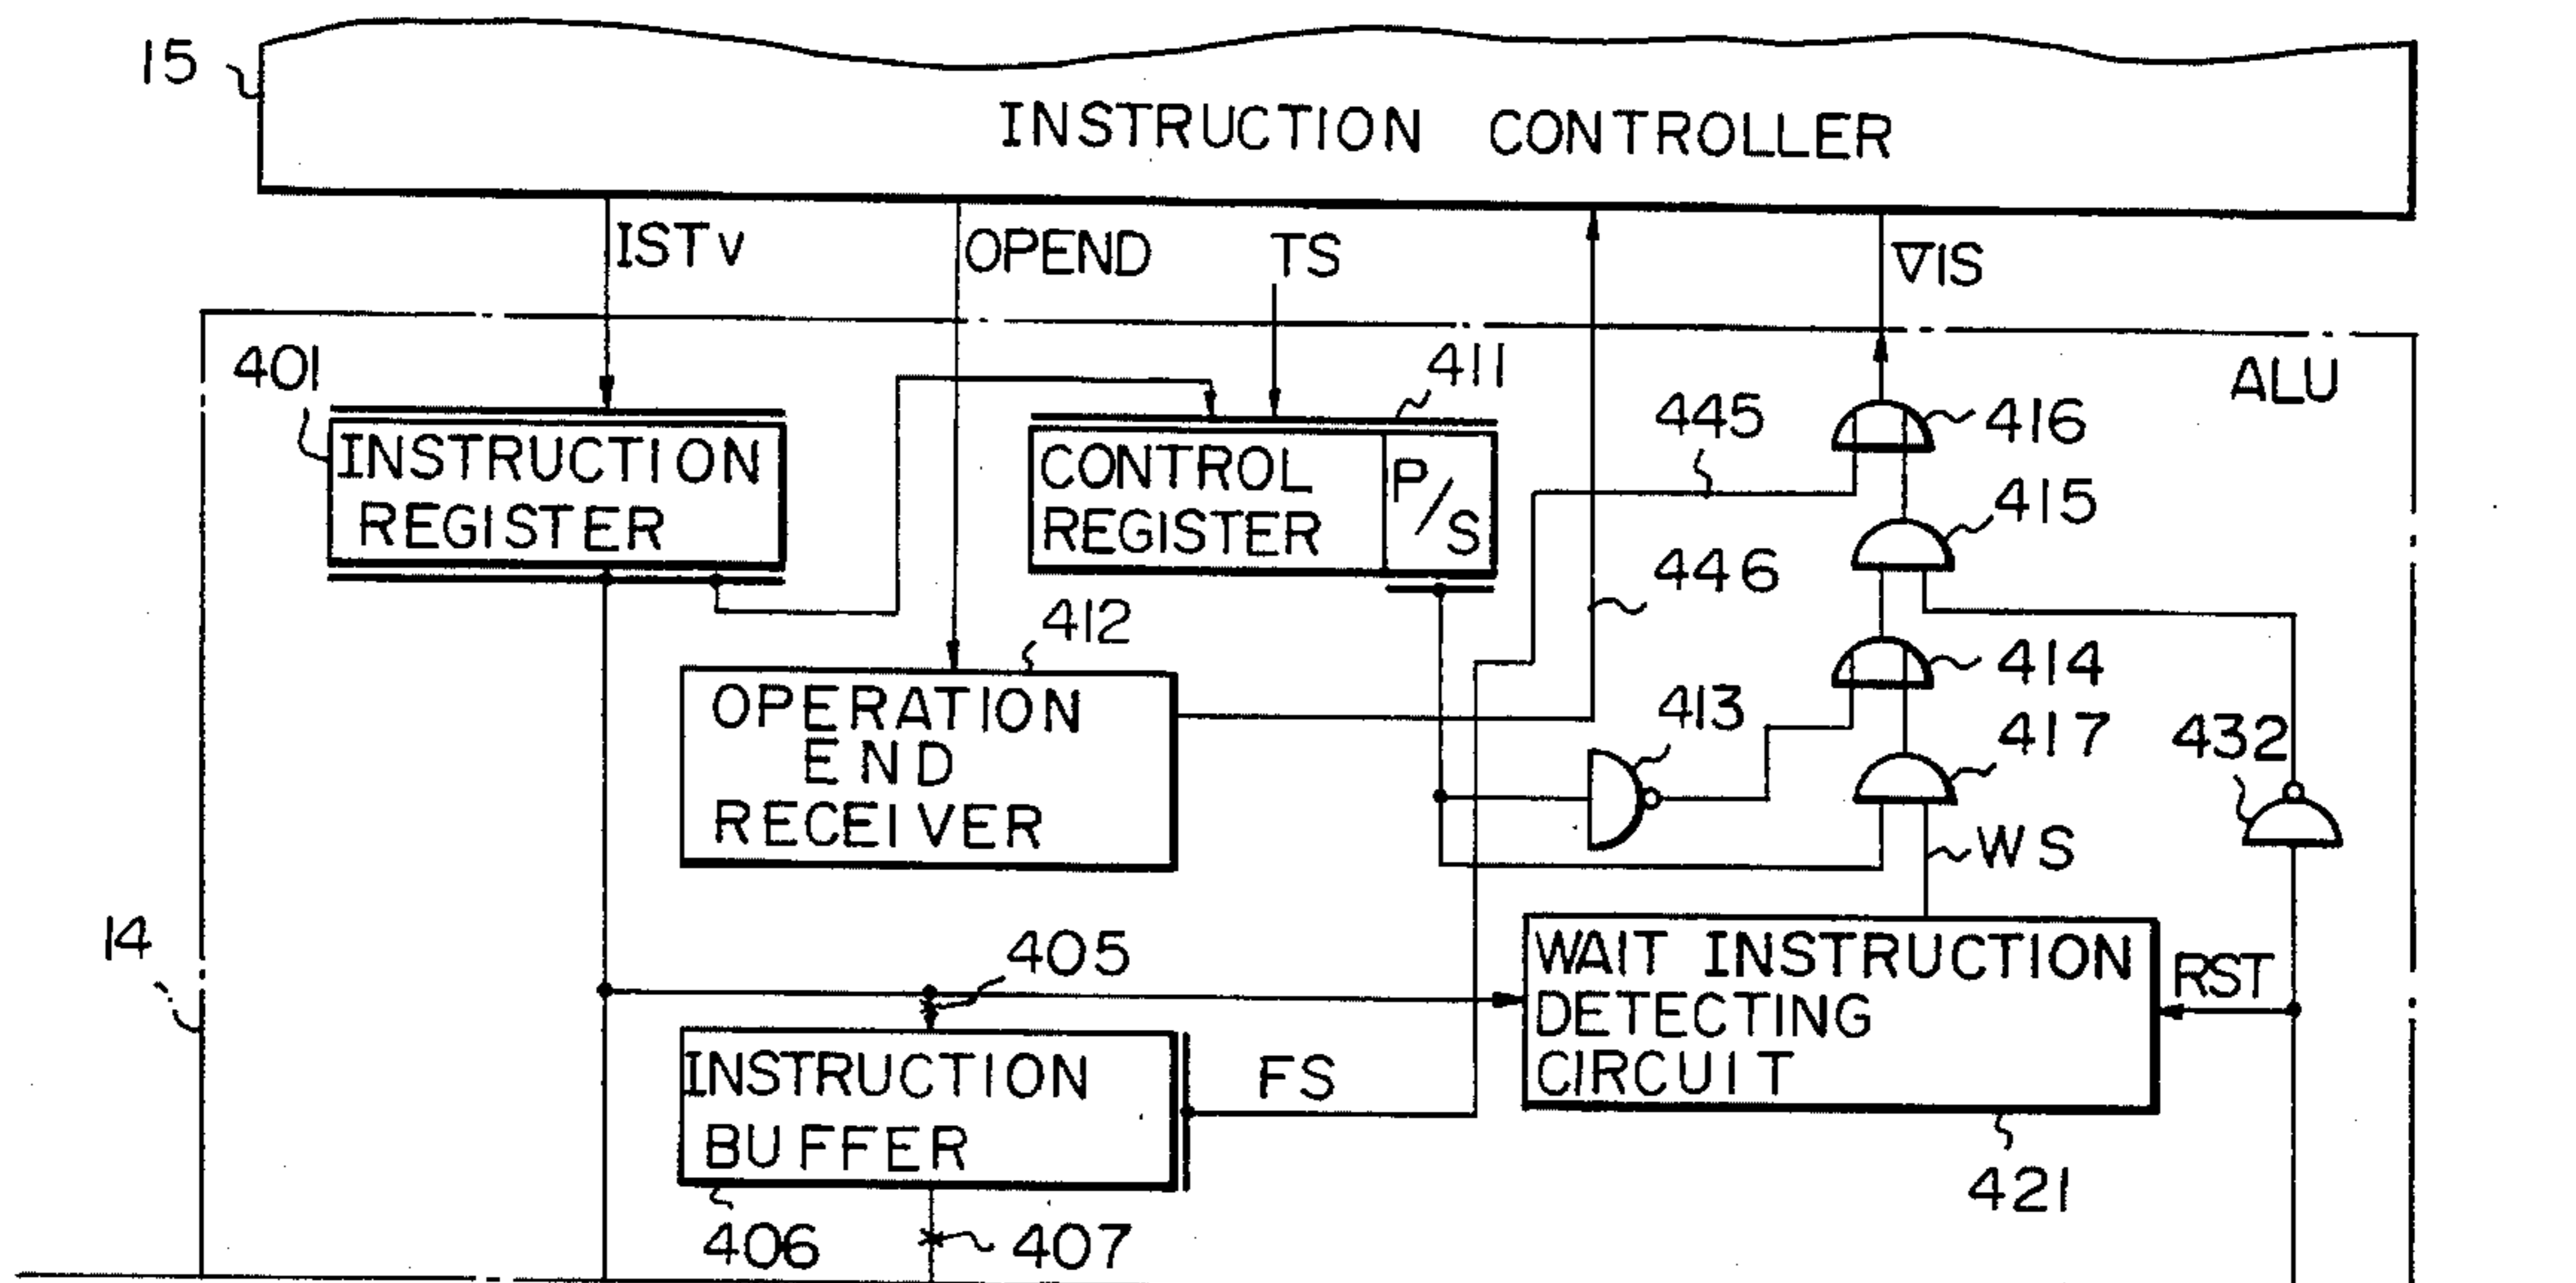 15
INSTRUCTION CONTROLLER
ISTV
OPEND
TS
∇IS
401
411
ALU
445
416
INSTRUCTION
REGISTER
CONTROL
REGISTER
P/S
415
446
412
414
OPERATION
END
RECEIVER
413
417
432
WS
14
405
WAIT INSTRUCTION
DETECTING
CIRCUIT
RST
INSTRUCTION
BUFFER
FS
421
406
407